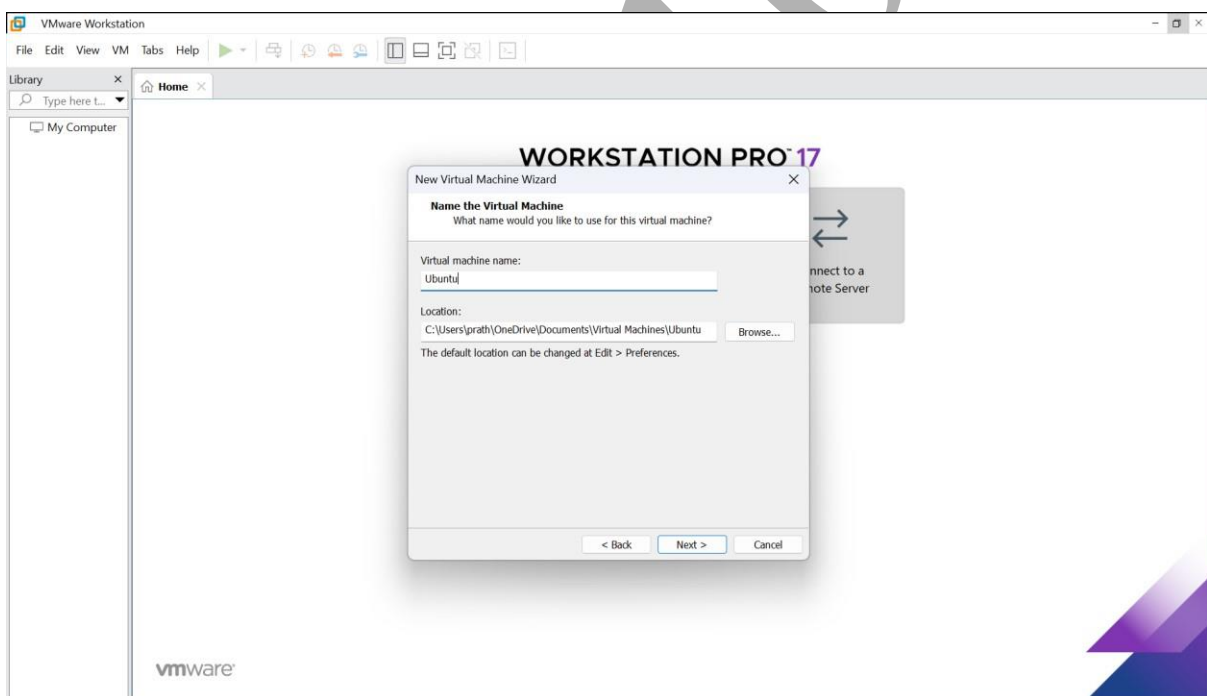 VMware Workstation
File Edit View VM Tabs Help
Library
Type here t...
Home
My Computer
WORKSTATION PRO™ 17
New Virtual Machine Wizard
Name the Virtual Machine
What name would you like to use for this virtual machine?
Virtual machine name:
Ubuntu
Location:
C:\Users\prath\OneDrive\Documents\Virtual Machines\Ubuntu
Browse...
The default location can be changed at Edit > Preferences.
nnect to a
note Server
< Back Next > Cancel
vmware